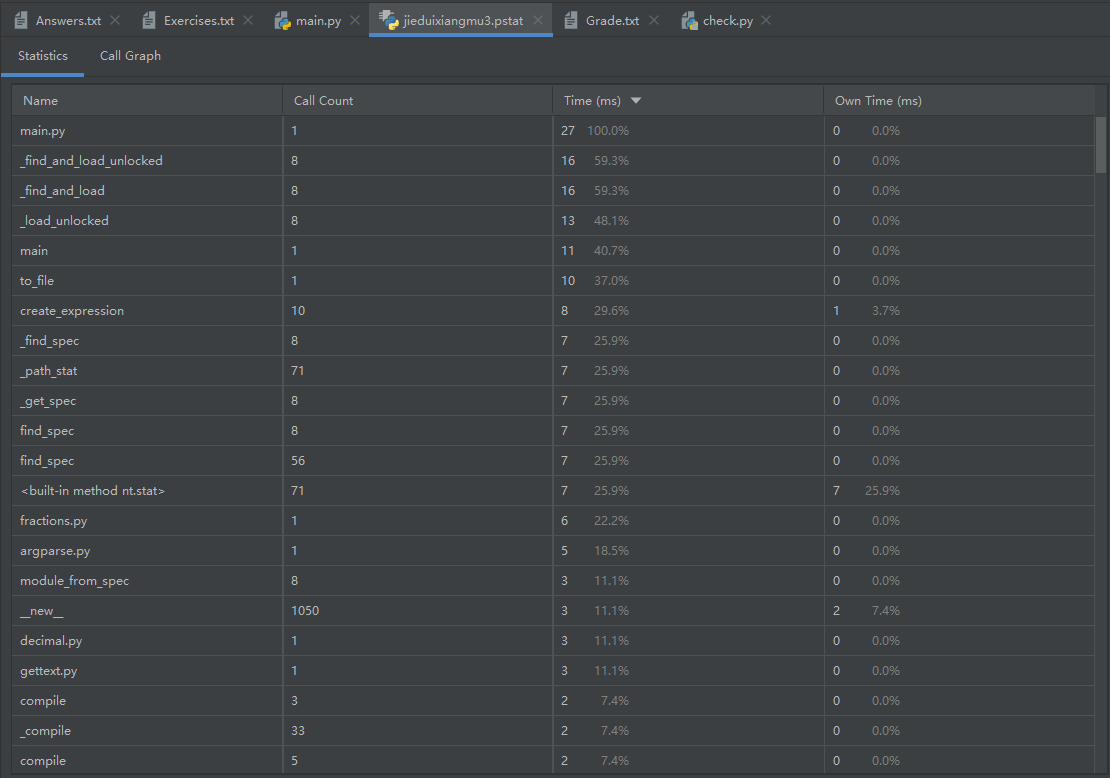 Answers.txt Exercises.txt main.py jieduixiangmu3.pstat Grade.txt check.py
Statistics Call Graph
Name Call Count Time (ms) Own Time (ms)
main.py 1 27 100.0% 0 0.0%
_find_and_load_unlocked 8 16 59.3% 0 0.0%
_find_and_load 8 16 59.3% 0 0.0%
_load_unlocked 8 13 48.1% 0 0.0%
main 1 11 40.7% 0 0.0%
to_file 1 10 37.0% 0 0.0%
create_expression 10 8 29.6% 1 3.7%
_find_spec 8 7 25.9% 0 0.0%
_path_stat 71 7 25.9% 0 0.0%
_get_spec 8 7 25.9% 0 0.0%
find_spec 8 7 25.9% 0 0.0%
find_spec 56 7 25.9% 0 0.0%
<built-in method nt.stat> 71 7 25.9% 7 25.9%
fractions.py 1 6 22.2% 0 0.0%
argparse.py 1 5 18.5% 0 0.0%
module_from_spec 8 3 11.1% 0 0.0%
__new__ 1050 3 11.1% 2 7.4%
decimal.py 1 3 11.1% 0 0.0%
gettext.py 1 3 11.1% 0 0.0%
compile 3 2 7.4% 0 0.0%
_compile 33 2 7.4% 0 0.0%
compile 5 2 7.4% 0 0.0%